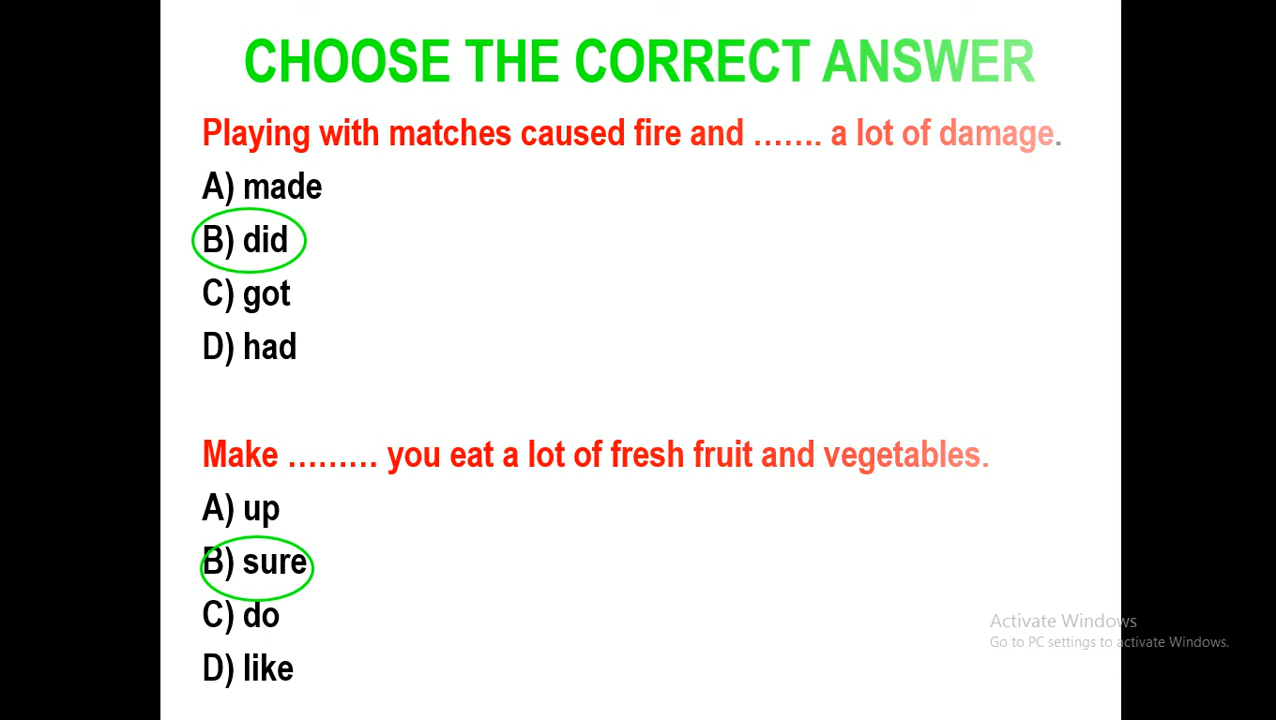 CHOOSE THE CORRECT ANSWER
Playing with matches caused fire and ……. a lot of damage.
A) made
B) did
C) got
D) had
Make ……… you eat a lot of fresh fruit and vegetables.
A) up
B) sure
C) do
D) like
Activate Windows
Go to PC settings to activate Windows.